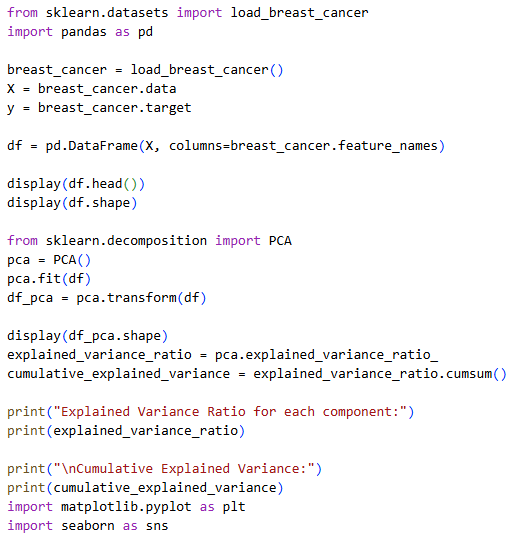 from sklearn.datasets import load_breast_cancer
import pandas as pd
breast_cancer = load_breast_cancer()
X = breast_cancer.data
y = breast_cancer.target
df = pd.DataFrame(X, columns=breast_cancer.feature_names)
display(df.head())
display(df.shape)
from sklearn.decomposition import PCA
pca = PCA()
pca.fit(df)
df_pca = pca.transform(df)
display(df_pca.shape)
explained_variance_ratio = pca.explained_variance_ratio_
cumulative_explained_variance = explained_variance_ratio.cumsum()
print("Explained Variance Ratio for each component:")
print(explained_variance_ratio)
print("\nCumulative Explained Variance:")
print(cumulative_explained_variance)
import matplotlib.pyplot as plt
import seaborn as sns